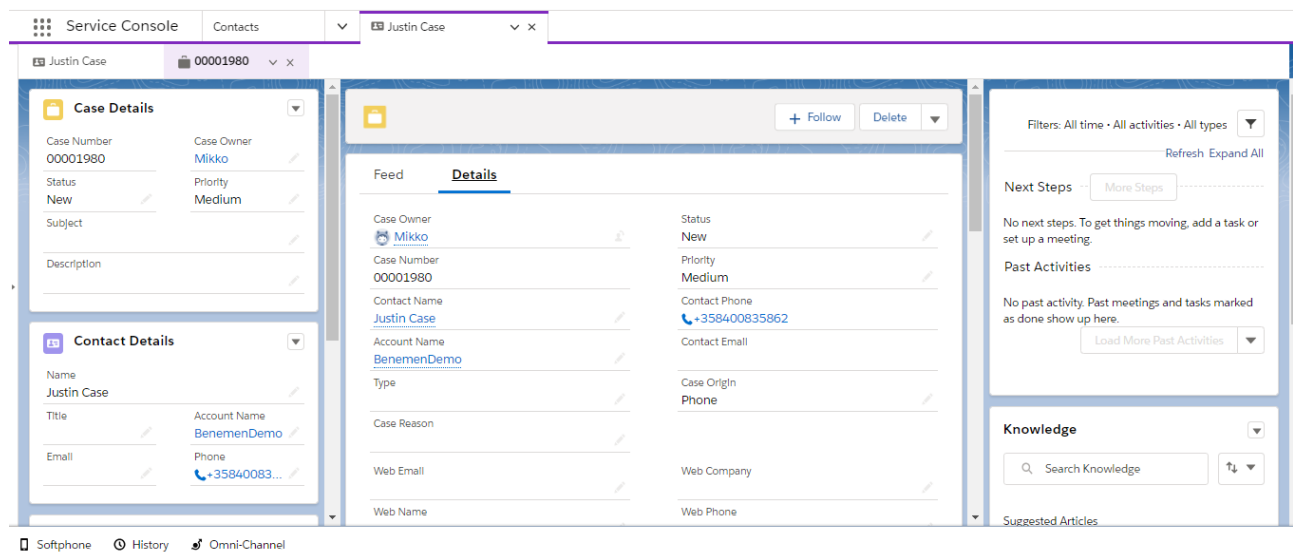 Service Console
Contacts
Justin Case
Justin Case
00001980
Case Details
Case Number
Case Owner
00001980
Mikko
Status
Priority
New
Medium
Subject
Description
Contact Details
Name
Justin Case
Title
Account Name
BenemenDemo
Email
Phone
+35840083...
+ Follow
Delete
Feed
Details
Case Owner
Status
Mikko
New
Case Number
Priority
00001980
Medium
Contact Name
Contact Phone
Justin Case
+358400835862
Account Name
Contact Email
BenemenDemo
Type
Case Origin
Phone
Case Reason
Web Email
Web Company
Web Name
Web Phone
Filters: All time • All activities • All types
Refresh Expand All
Next Steps
More Steps
No next steps. To get things moving, add a task or
set up a meeting.
Past Activities
No past activity. Past meetings and tasks marked
as done show up here.
Load More Past Activities
Knowledge
Search Knowledge
Suggested Articles
Softphone
History
Omni-Channel